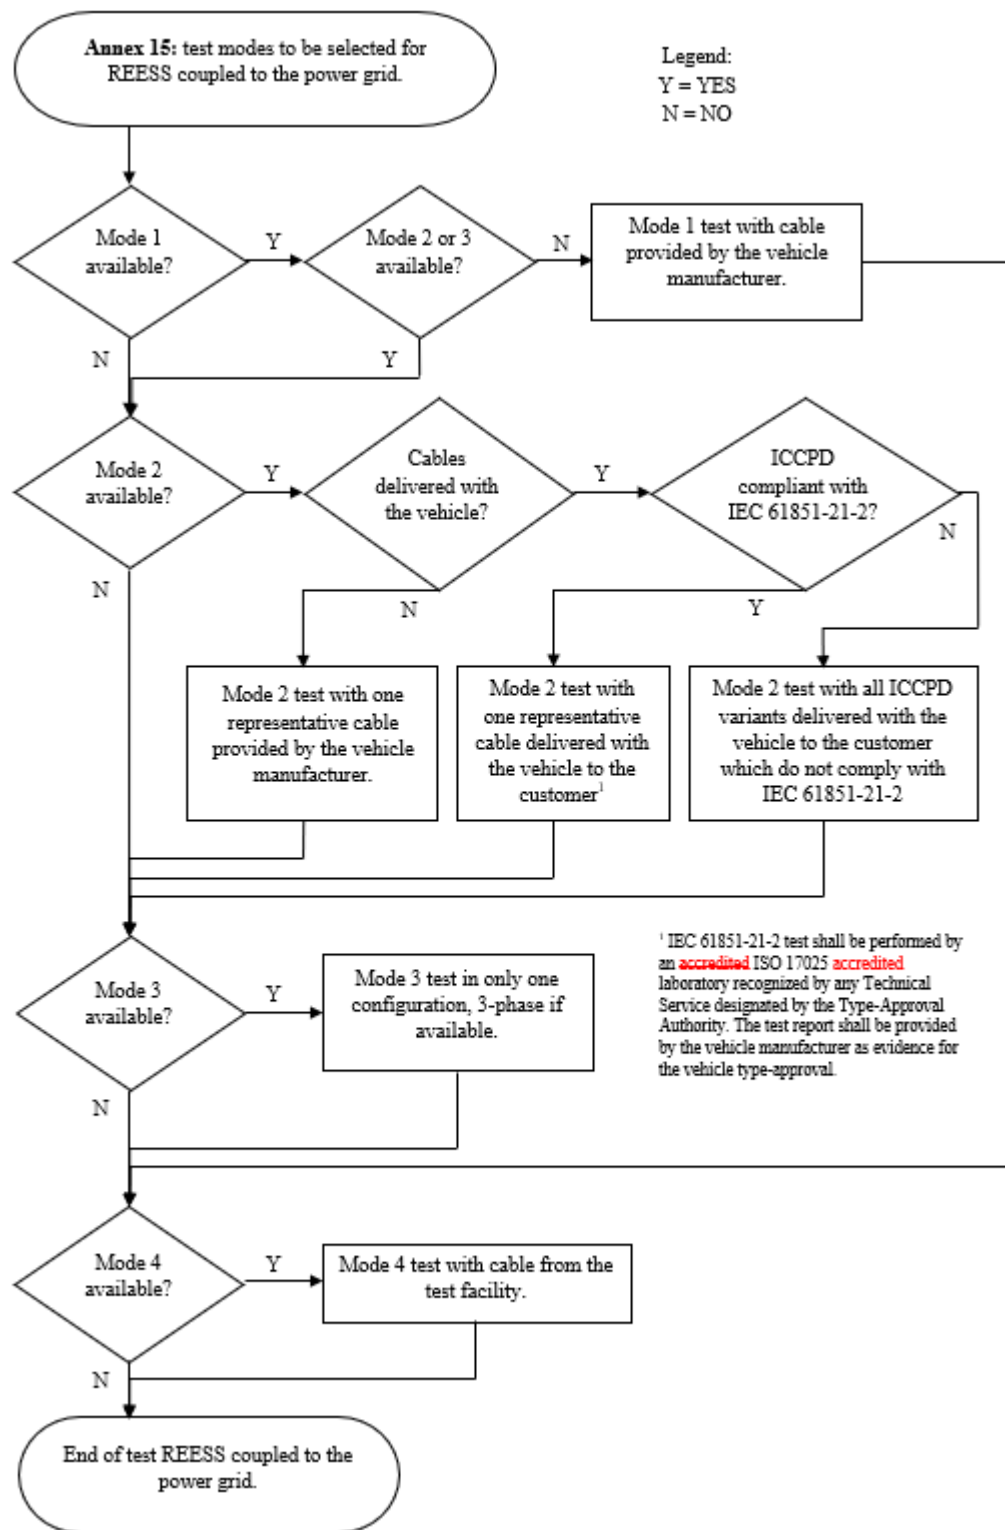 Annex 15: test modes to be selected for
REESS coupled to the power grid.
Legend:
Y = YES
N = NO
Mode 1
available?
Y
Mode 2 or 3
available?
N
Mode 1 test with cable
provided by the vehicle
manufacturer.
N
Y
Mode 2
available?
Y
Cables
delivered with
the vehicle?
Y
ICCPD
compliant with
IEC 61851-21-2?
N
N
N
Y
Mode 2 test with one
representative cable
provided by the vehicle
manufacturer.
Mode 2 test with
one representative
cable delivered with
the vehicle to the
customer1
Mode 2 test with all ICCPD
variants delivered with the
vehicle to the customer
which do not comply with
IEC 61851-21-2
Mode 3
available?
Y
Mode 3 test in only one
configuration, 3-phase if
available.
N
1 IEC 61851-21-2 test shall be performed by
an accredited ISO 17025 accredited
laboratory recognized by any Technical
Service designated by the Type-Approval
Authority. The test report shall be provided
by the vehicle manufacturer as evidence for
the vehicle type-approval.
Mode 4
available?
Y
Mode 4 test with cable from the
test facility.
N
End of test REESS coupled to the
power grid.